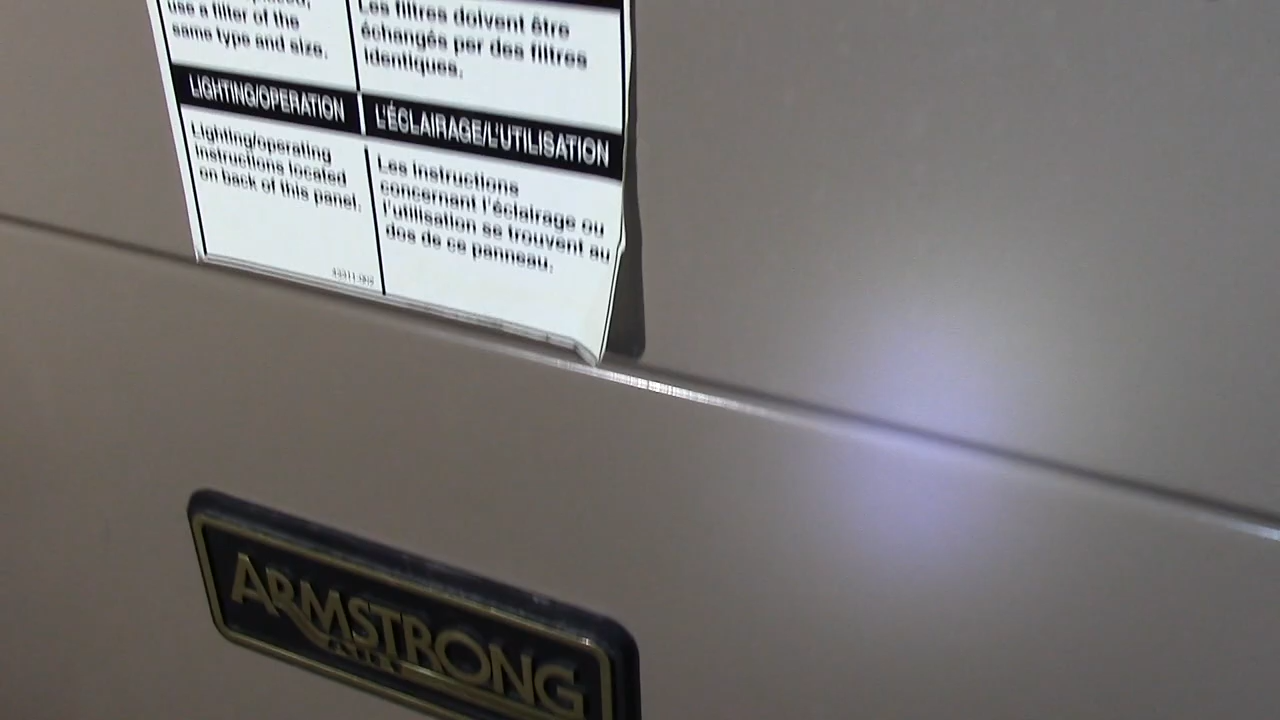 use a filter of the
same type and size.
Les filtres doivent être
échangés par des filtres
identiques.
LIGHTING/OPERATION
L'ÉCLAIRAGE/L'UTILISATION
Lighting/operating
instructions located
on back of this panel.
Les instructions
concernant l'éclairage ou
l'utilisation se trouvent au
dos de ce panneau.
ARMSTRONG
AIR